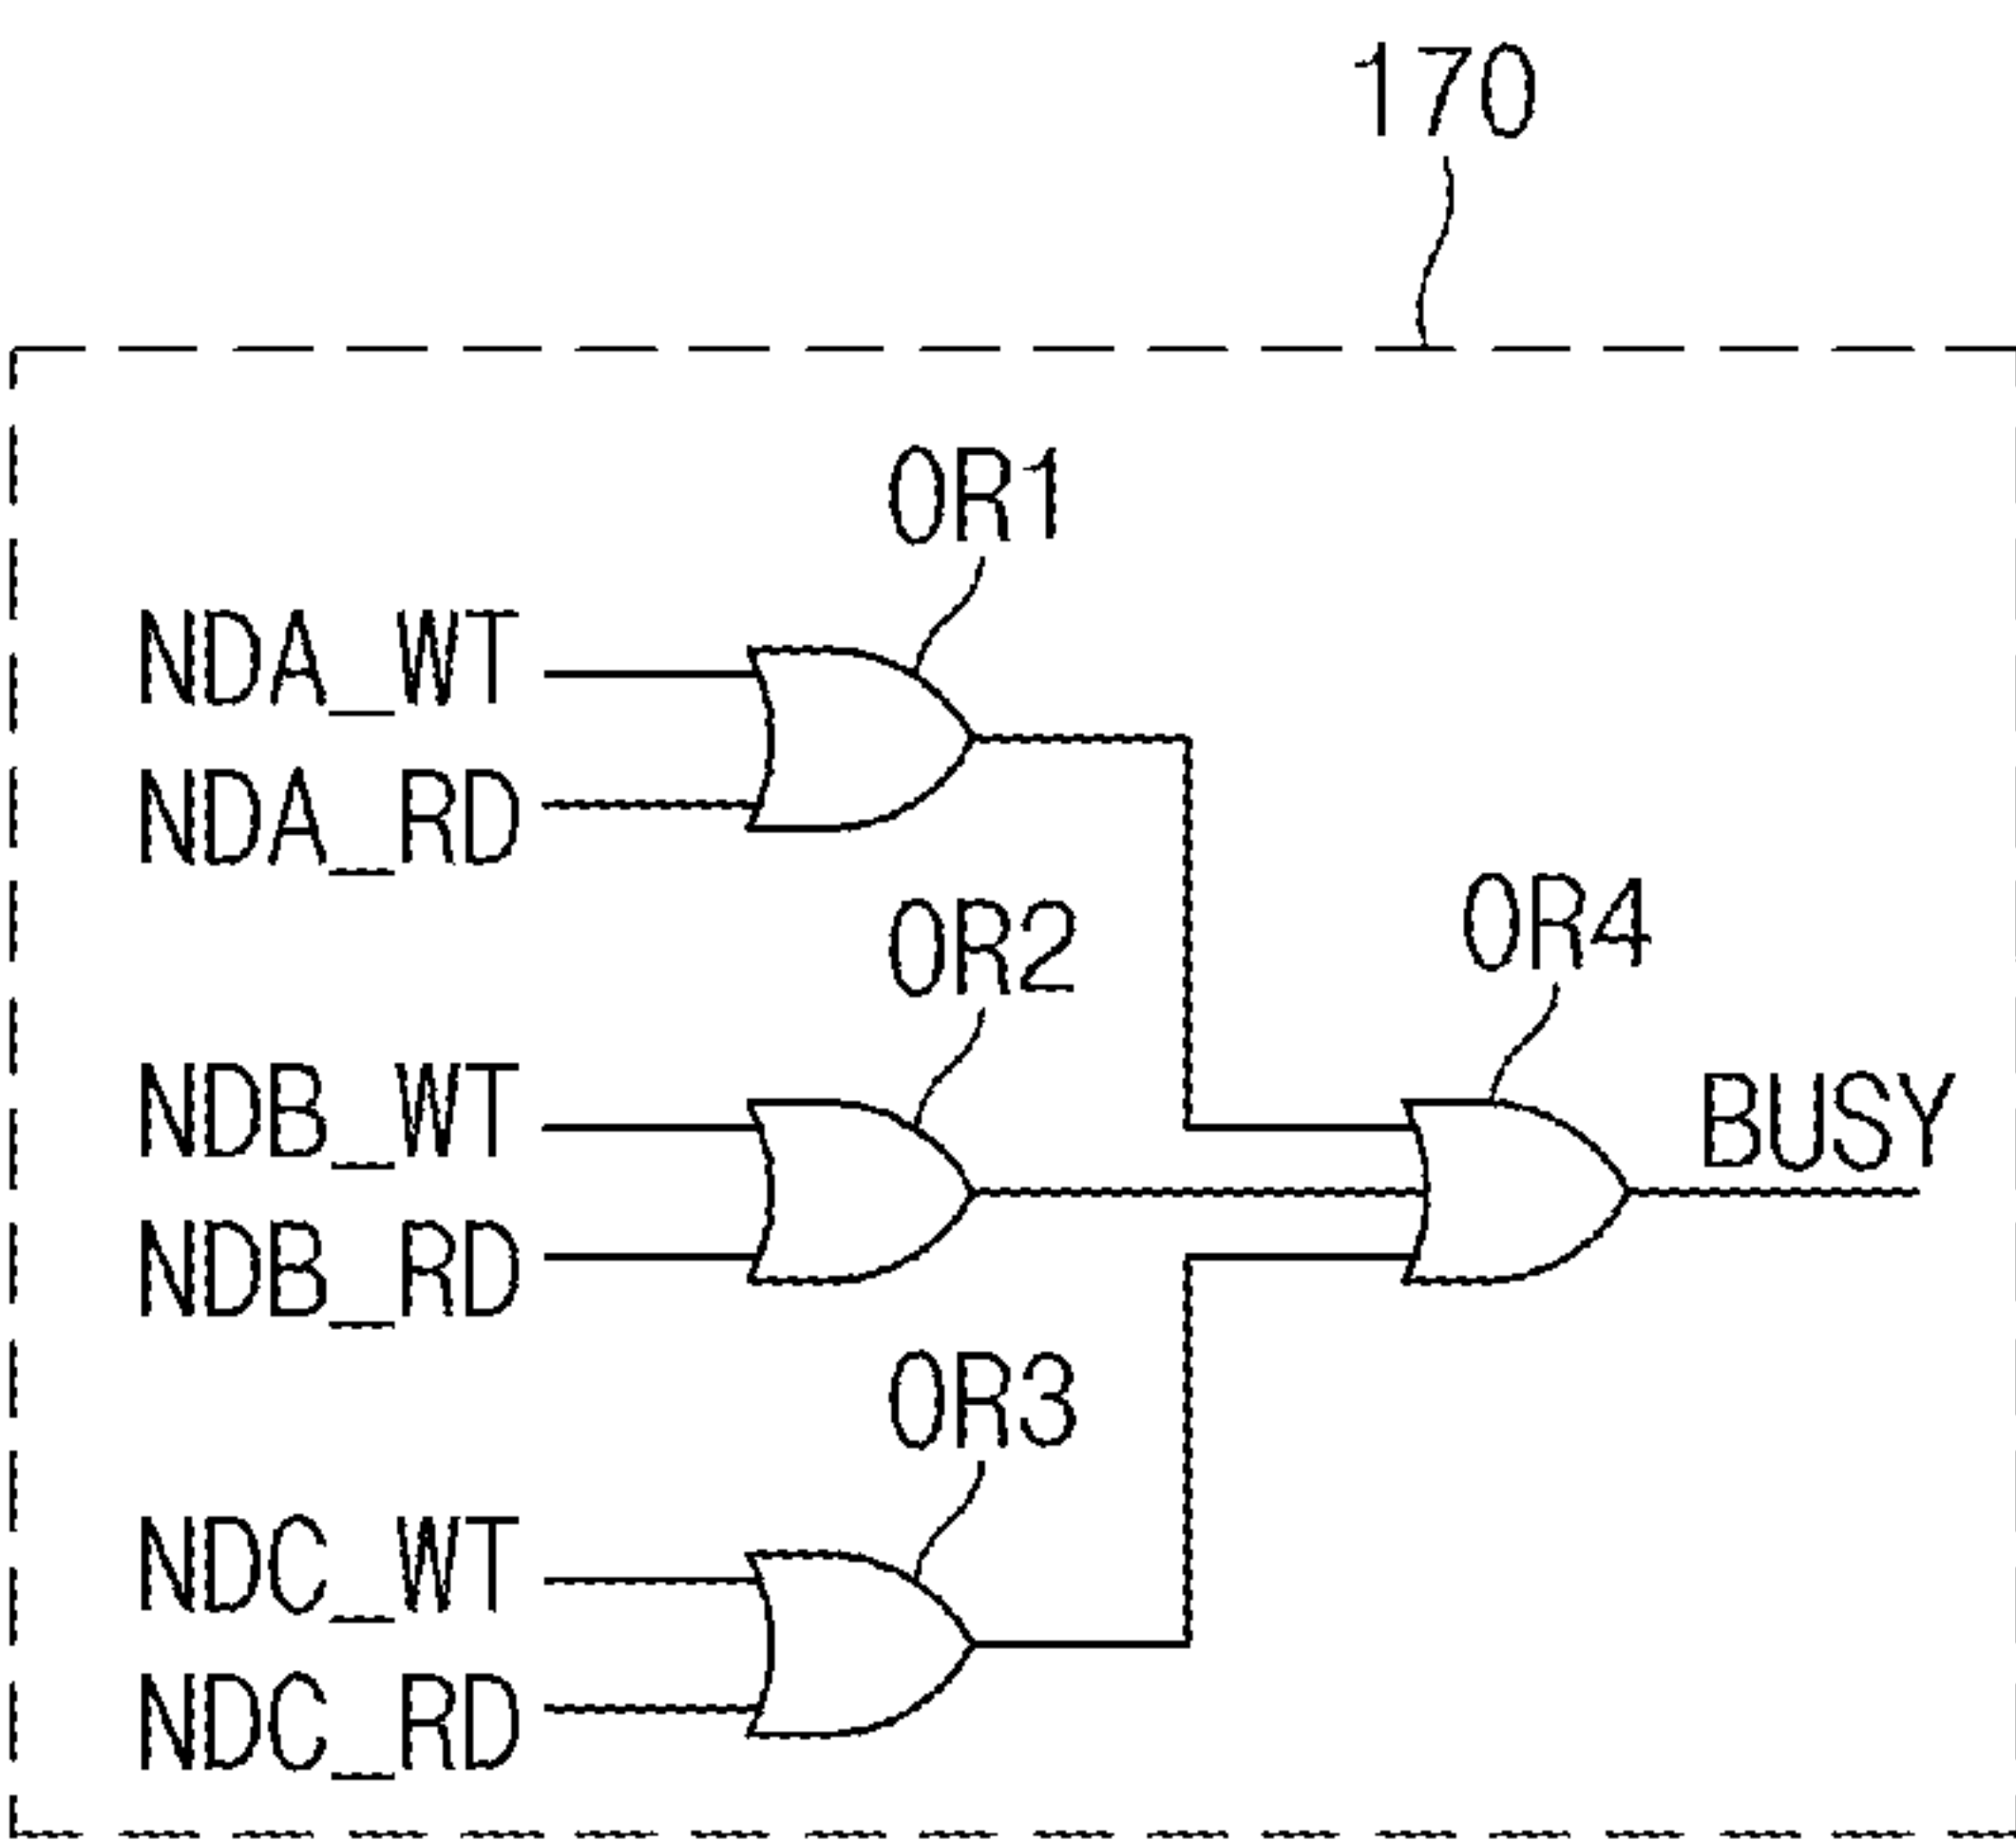 170
OR1
NDA_WT
NDA_RD
OR2
OR4
NDB_WT
BUSY
NDB_RD
OR3
NDC_WT
NDC_RD